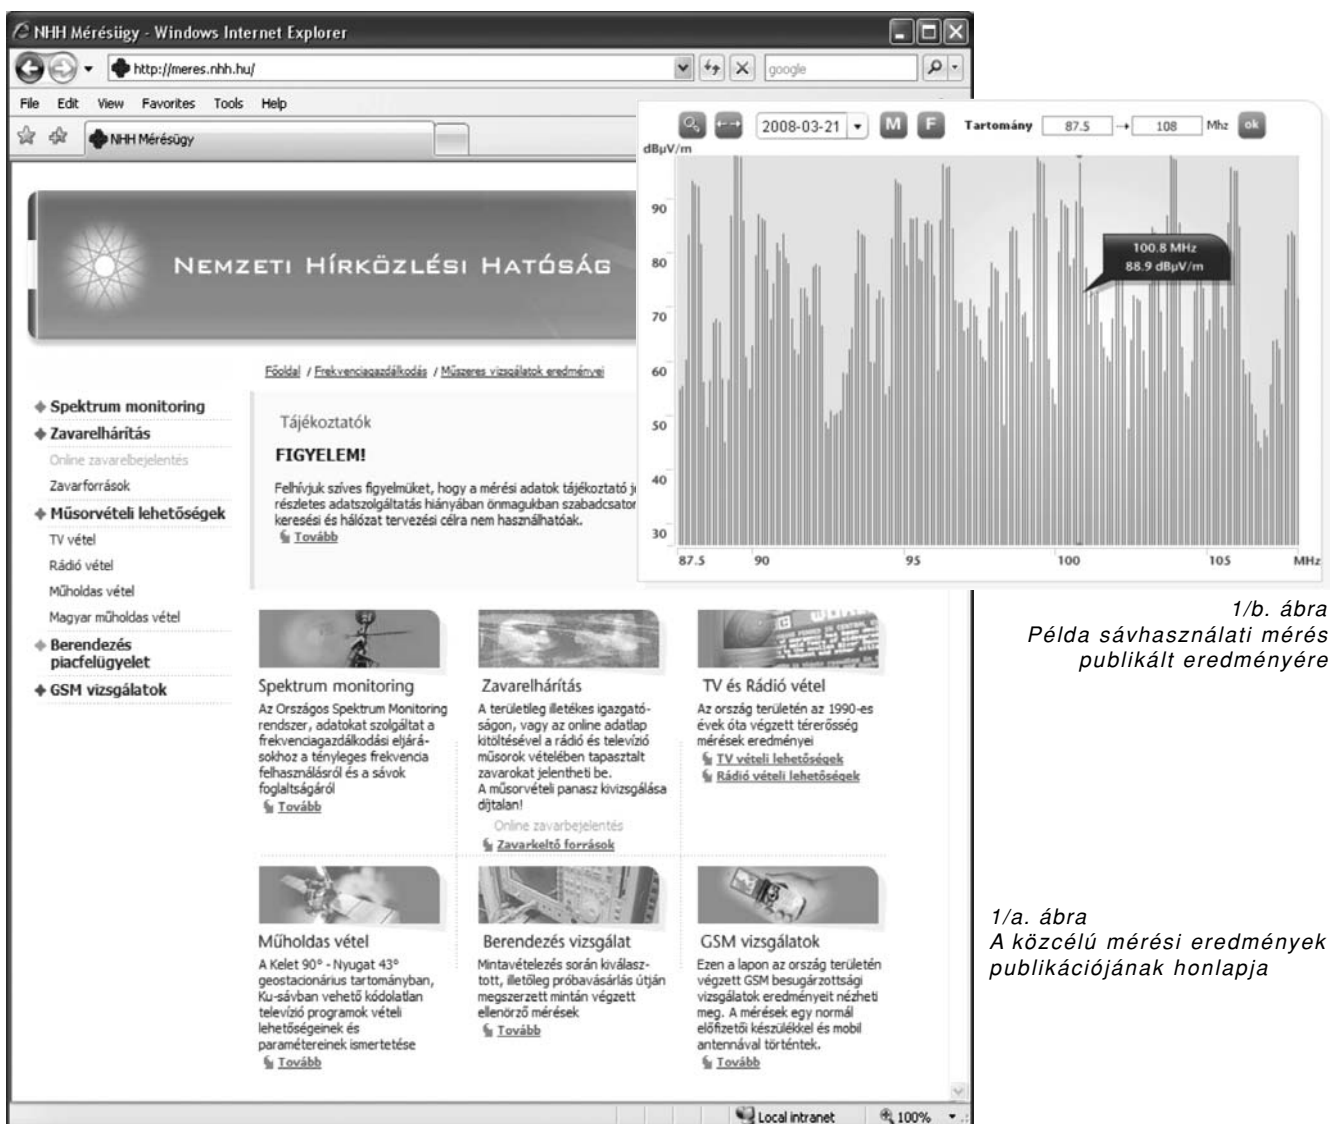 NHH Mérésügy - Windows Internet Explorer
http://meres.nhh.hu/
google
File Edit View Favorites Tools Help
NHH Mérésügy
NEMZETI HÍRKÖZLÉSI HATÓSÁG
Főoldal / Frekvenciagazdálkodás / Műszeres vizsgálatok eredményei
Spektrum monitoring
Zavarelhárítás
Online zavarelbejelentés
Zavarforrások
Műsorvételi lehetőségek
TV vétel
Rádió vétel
Műholdas vétel
Magyar műholdas vétel
Berendezés
piacfelügyelet
GSM vizsgálatok
Tájékoztatók
FIGYELEM!
Felhívjuk szíves figyelmüket, hogy a mérési adatok tájékoztató je
részletes adatszolgáltatás hiányában önmagukban szabadcsator
keresési és hálózat tervezési célra nem használhatóak.
Tovább
2008-03-21 M F Tartomány 87.5 → 108 Mhz ok
dBµV/m
90
80
70
60
50
40
30
100.8 MHz
88.9 dBµV/m
87.5 90 95 100 105 MHz
1/b. ábra
Példa sávhasználati mérés
publikált eredményére
Spektrum monitoring
Az Országos Spektrum Monitoring
rendszer, adatokat szolgáltat a
frekvenciagazdálkodási eljárá-
sokhoz a tényleges frekvencia
felhasználásról és a sávok
foglaltságáról
Tovább
Zavarelhárítás
A területileg illetékes igazgató-
ságon, vagy az online adatlap
kitöltésével a rádió és televízió
műsorok vételében tapasztalt
zavarokat jelentheti be.
A műsorvételi panasz kivizsgálása
díjtalan!
Online zavarbejelentés
Zavarkeltő források
TV és Rádió vétel
Az ország területén az 1990-es
évek óta végzett térerősség
mérések eredményei
TV vételi lehetőségek
Rádió vételi lehetőségek
Műholdas vétel
A Kelet 90° - Nyugat 43°
geostacionárius tartományban,
Ku-sávban vehető kódolatlan
televízió programok vételi
lehetőségeinek és
paramétereinek ismertetése
Tovább
Berendezés vizsgálat
Mintavételezés során kiválasz-
tott, illetőleg próbavásárlás útján
megszerzett mintán végzett
ellenőrző mérések
Tovább
GSM vizsgálatok
Ezen a lapon az ország területén
végzett GSM besugárzottsági
vizsgálatok eredményeit nézheti
meg. A mérések egy normál
előfizetői készülékkel és mobil
antennával történtek.
Tovább
1/a. ábra
A közcélú mérési eredmények
publikációjának honlapja
Local intranet 100%